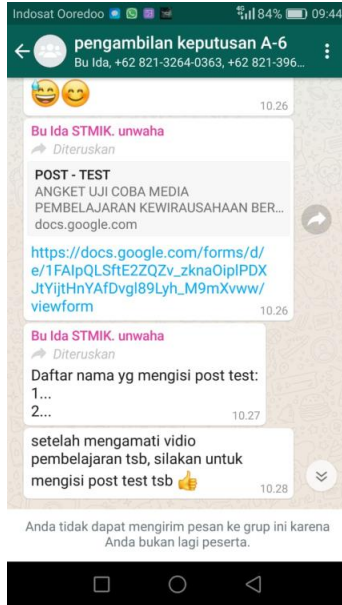 Indosat Ooredoo 84% 09:44
pengambilan keputusan A-6
Bu Ida, +62 821-3264-0363, +62 821-396...
10.26
Bu Ida STMIK. unwaha
Diteruskan
POST - TEST
ANGKET UJI COBA MEDIA
PEMBELAJARAN KEWIRAUSAHAAN BER...
docs.google.com
https://docs.google.com/forms/d/
e/1FAIpQLSftE2ZQZv_zknaOiplPDX
JtYijtHnYAfDvgl89Lyh_M9mXvww/
viewform
10.26
Bu Ida STMIK. unwaha
Diteruskan
Daftar nama yg mengisi post test:
1...
2...
10.27
setelah mengamati vidio
pembelajaran tsb, silakan untuk
mengisi post test tsb
10.28
Anda tidak dapat mengirim pesan ke grup ini karena
Anda bukan lagi peserta.